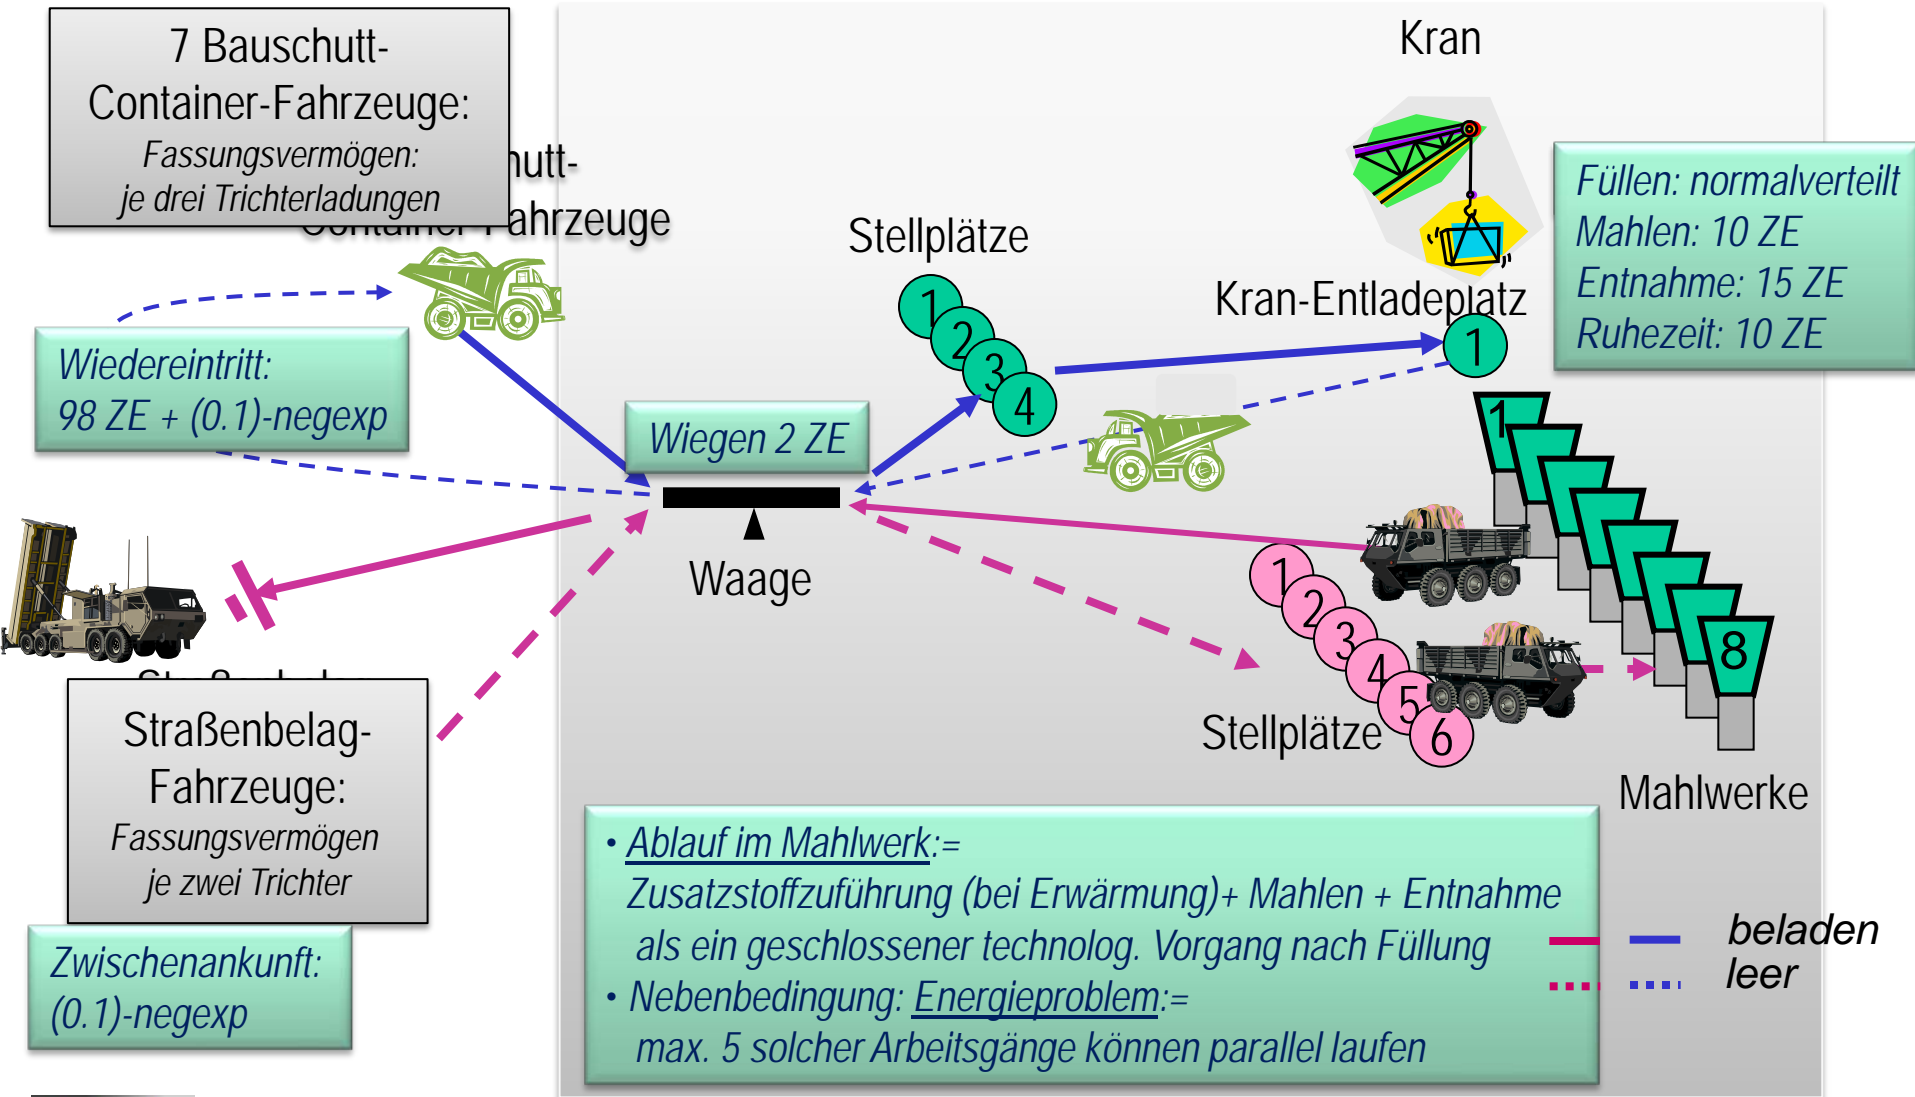 7 Bauschutt-
Container-Fahrzeuge:
Fassungsvermögen:
je drei Trichterladungen
hutt-
ahrzeuge
Wiedereintritt:
98 ZE + (0.1)-negexp
Wiegen 2 ZE
Waage
Stellplätze
1
2
3
4
Kran
Kran-Entladeplatz
1
Füllen: normalverteilt
Mahlen: 10 ZE
Entnahme: 15 ZE
Ruhezeit: 10 ZE
1
8
Mahlwerke
1
2
3
4
5
6
Stellplätze
Straßenbelag-
Fahrzeuge:
Fassungsvermögen
je zwei Trichter
Zwischenankunft:
(0.1)-negexp
• Ablauf im Mahlwerk:=
Zusatzstoffzuführung (bei Erwärmung)+ Mahlen + Entnahme
als ein geschlossener technolog. Vorgang nach Füllung
• Nebenbedingung: Energieproblem:=
max. 5 solcher Arbeitsgänge können parallel laufen
beladen
leer